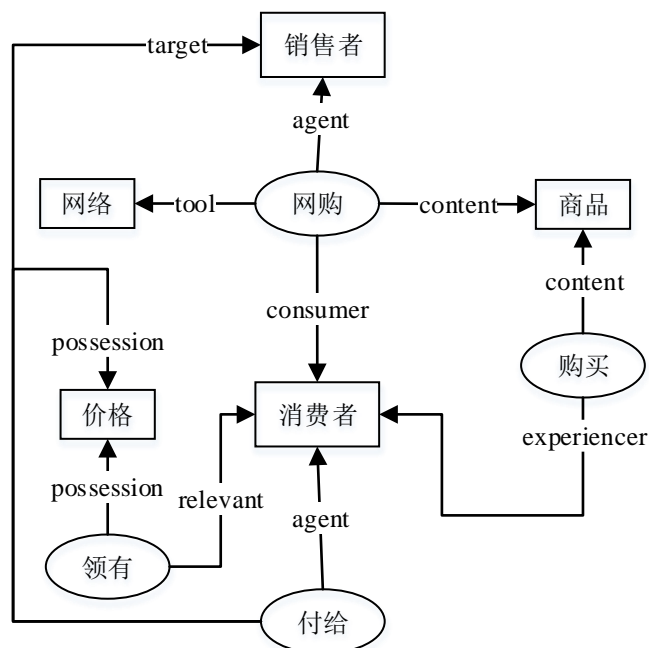 target
销售者
agent
网络
tool
网购
content
商品
consumer
content
possession
购买
价格
消费者
experiencer
possession
relevant
agent
领有
付给